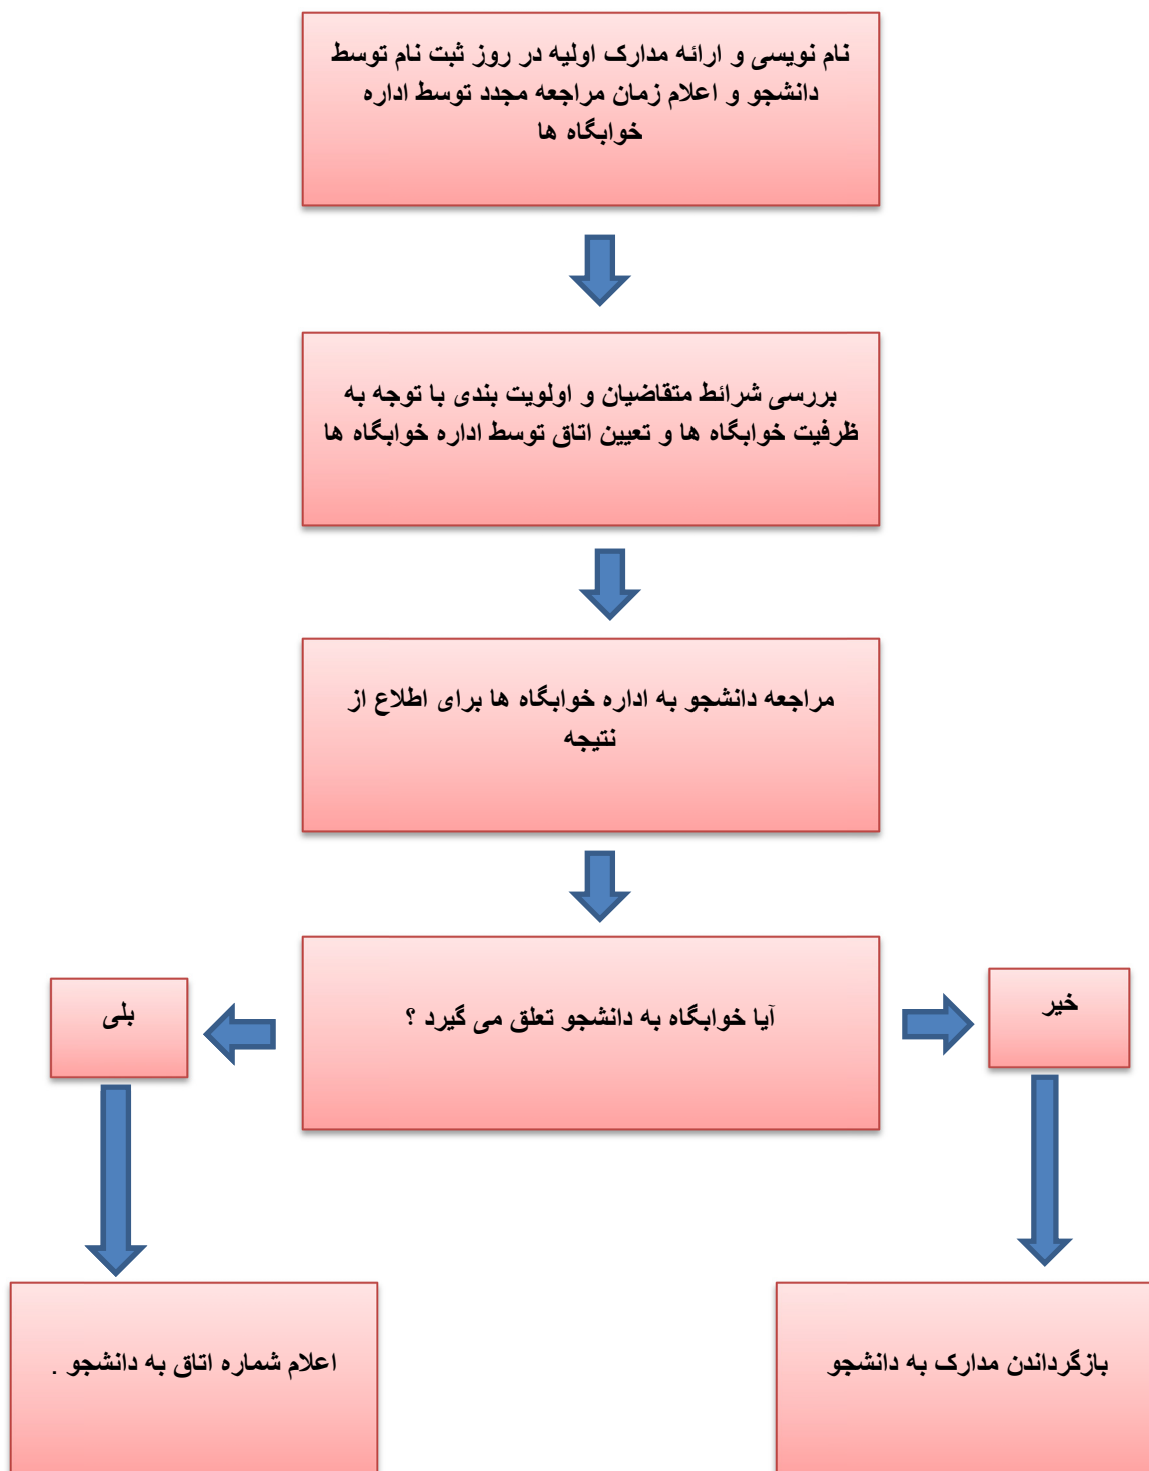 نام نویسی و ارائه مدارک اولیه در روز ثبت نام توسط
دانشجو و اعلام زمان مراجعه مجدد توسط اداره
خوابگاه ها
بررسی شرائط متقاضیان و اولویت بندی با توجه به
ظرفیت خوابگاه ها و تعیین اتاق توسط اداره خوابگاه ها
مراجعه دانشجو به اداره خوابگاه ها برای اطلاع از
نتیجه
آیا خوابگاه به دانشجو تعلق می گیرد ؟
خیر
بلی
بازگرداندن مدارک به دانشجو
اعلام شماره اتاق به دانشجو .